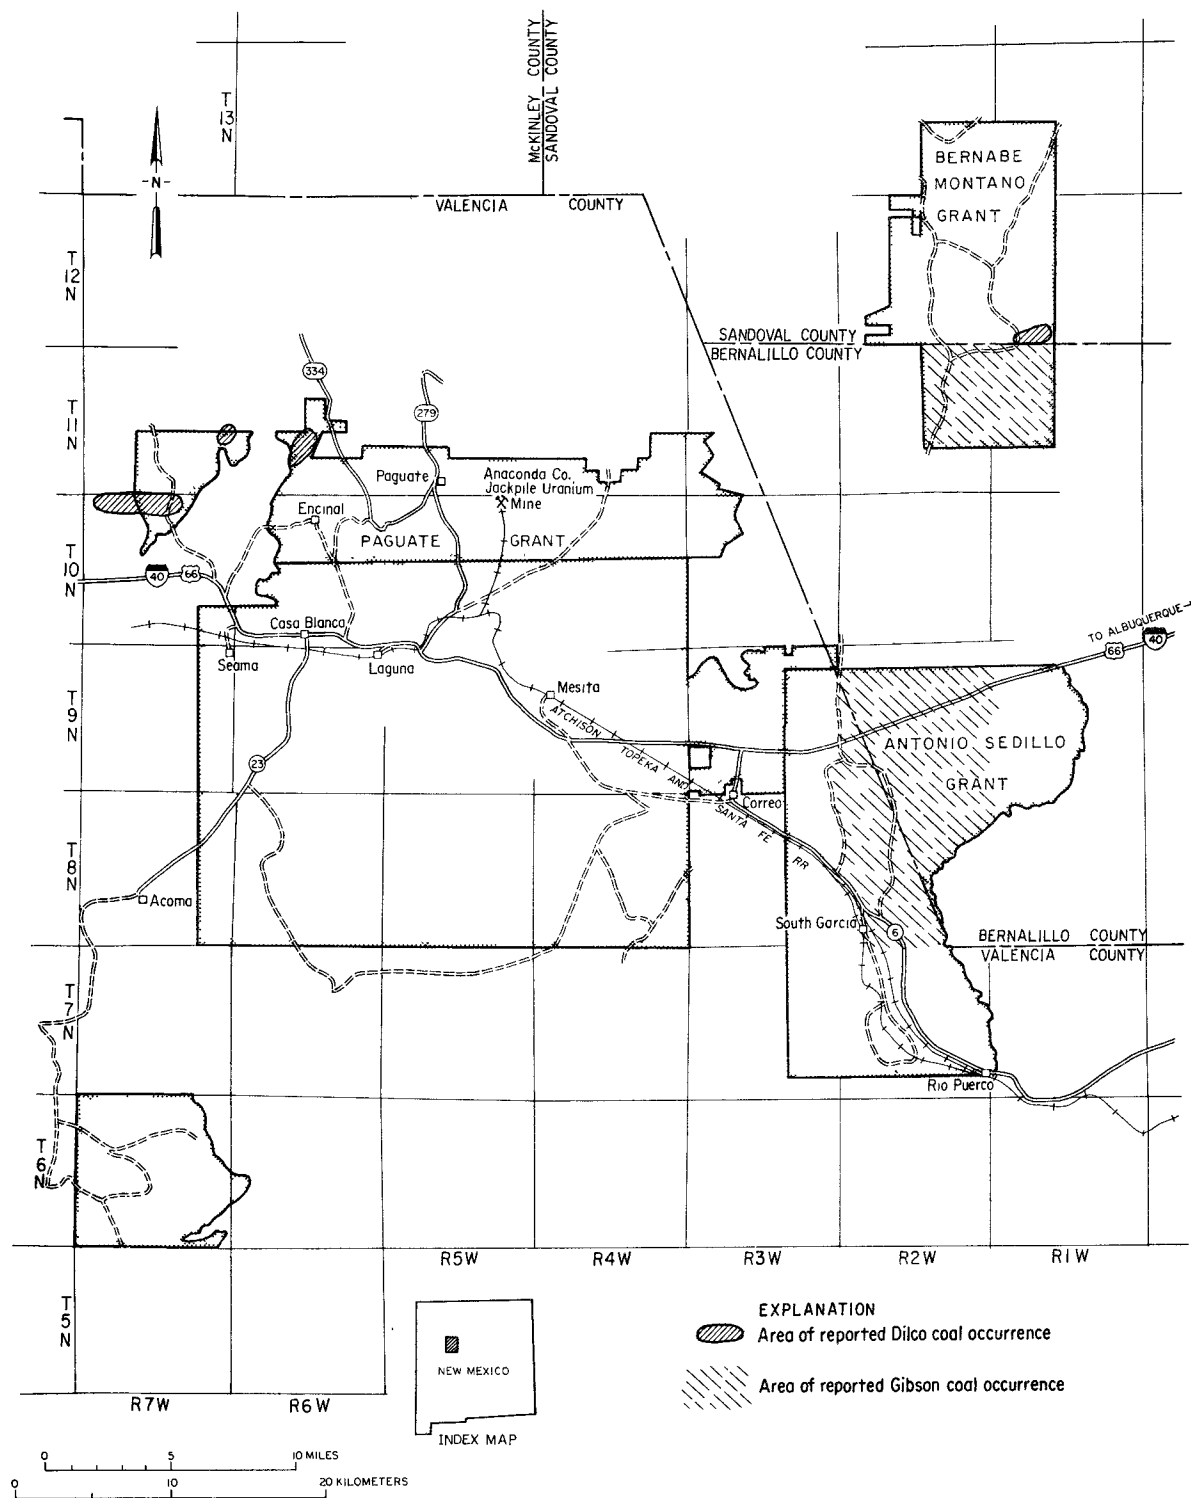 McKINLEY COUNTY
SANDOVAL COUNTY
T
13
N
N
VALENCIA COUNTY
BERNABE
MONTANO
GRANT
T
12
N
SANDOVAL COUNTY
BERNALILLO COUNTY
334
279
T
11
N
Paguate
Anaconda Co.
Jackpile Uranium
Mine
Encinal
PAGUATE GRANT
T
10
N
40
66
Casa Blanca
Seama
Laguna
TO ALBUQUERQUE
66
40
Mesita
T
9
N
ATCHISON
TOPEKA AND
SANTA FE RR
ANTONIO SEDILLO
GRANT
23
Correo
T
8
N
Acoma
South Garcia
6
BERNALILLO COUNTY
VALENCIA COUNTY
T
7
N
Rio Puerco
T
6
N
R5W R4W R3W R2W R1W
T
5
N
NEW MEXICO
INDEX MAP
EXPLANATION
Area of reported Dilco coal occurrence
Area of reported Gibson coal occurrence
R7W R6W
0 5 10 MILES
0 10 20 KILOMETERS